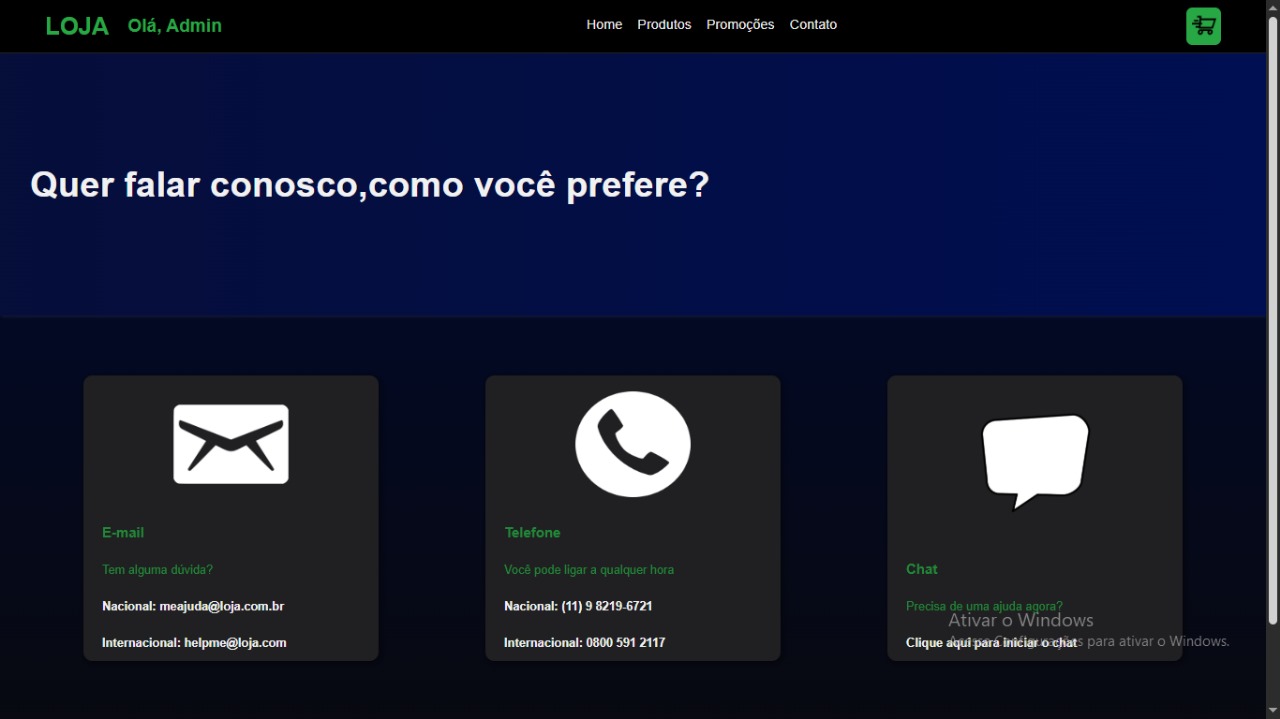 LOJA Olá, Admin Home Produtos Promoções Contato
Quer falar conosco,como você prefere?
E-mail
Tem alguma dúvida?
Nacional: meajuda@loja.com.br
Internacional: helpme@loja.com
Telefone
Você pode ligar a qualquer hora
Nacional: (11) 9 8219-6721
Internacional: 0800 591 2117
Chat
Precisa de uma ajuda agora?
Clique aqui para iniciar o chat
Ativar o Windows
Acesse Configurações para ativar o Windows.